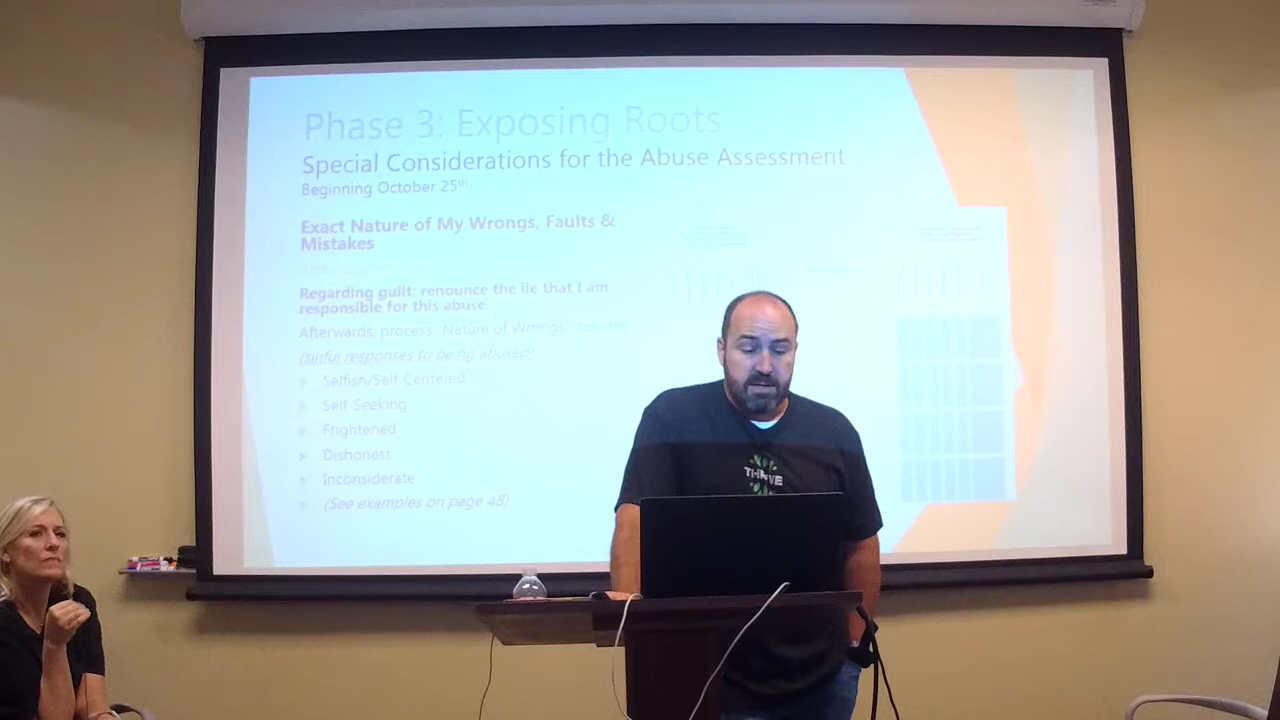 Phase 3: Exposing Roots
Special Considerations for the Abuse Assessment
Beginning October 25th
Exact Nature of My Wrongs, Faults &
Mistakes
Regarding guilt; renounce the lie that I am
responsible for this abuse.
Afterwards, process "Nature of Wrongs" column
(sinful responses to being abused)
Selfish/Self Centered
Self Seeking
Frightened
Dishonest
Inconsiderate
(See examples on page 48)
THRIVE